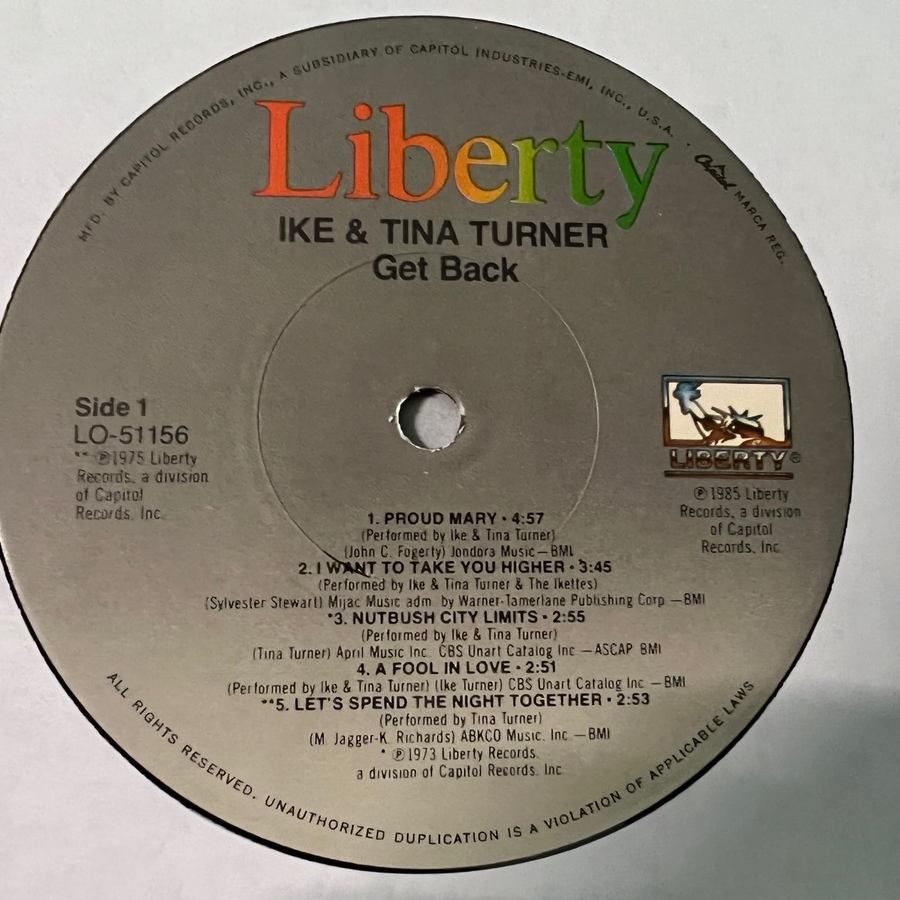 MFD. BY CAPITOL RECORDS, INC., A SUBSIDIARY OF CAPITOL INDUSTRIES-EMI, INC., U.S.A. · Capitol MARCA REG.
Liberty
IKE & TINA TURNER
Get Back
Side 1
LO-51156
** ℗1975 Liberty
Records, a division
of Capitol
Records, Inc.
LIBERTY®
℗1985 Liberty
Records, a division
of Capitol
Records, Inc.
1. PROUD MARY • 4:57
(Performed by Ike & Tina Turner)
(John C. Fogerty) Jondora Music—BMI
2. I WANT TO TAKE YOU HIGHER • 3:45
(Performed by Ike & Tina Turner & The Ikettes)
(Sylvester Stewart) Mijac Music adm. by Warner-Tamerlane Publishing Corp.—BMI
*3. NUTBUSH CITY LIMITS • 2:55
(Performed by Ike & Tina Turner)
(Tina Turner) April Music Inc. CBS Unart Catalog Inc.—ASCAP BMI
4. A FOOL IN LOVE • 2:51
(Performed by Ike & Tina Turner) (Ike Turner) CBS Unart Catalog Inc.—BMI
**5. LET'S SPEND THE NIGHT TOGETHER • 2:53
(Performed by Tina Turner)
(M. Jagger-K. Richards) ABKCO Music, Inc.—BMI
* ℗1973 Liberty Records,
a division of Capitol Records, Inc.
ALL RIGHTS RESERVED. UNAUTHORIZED DUPLICATION IS A VIOLATION OF APPLICABLE LAWS